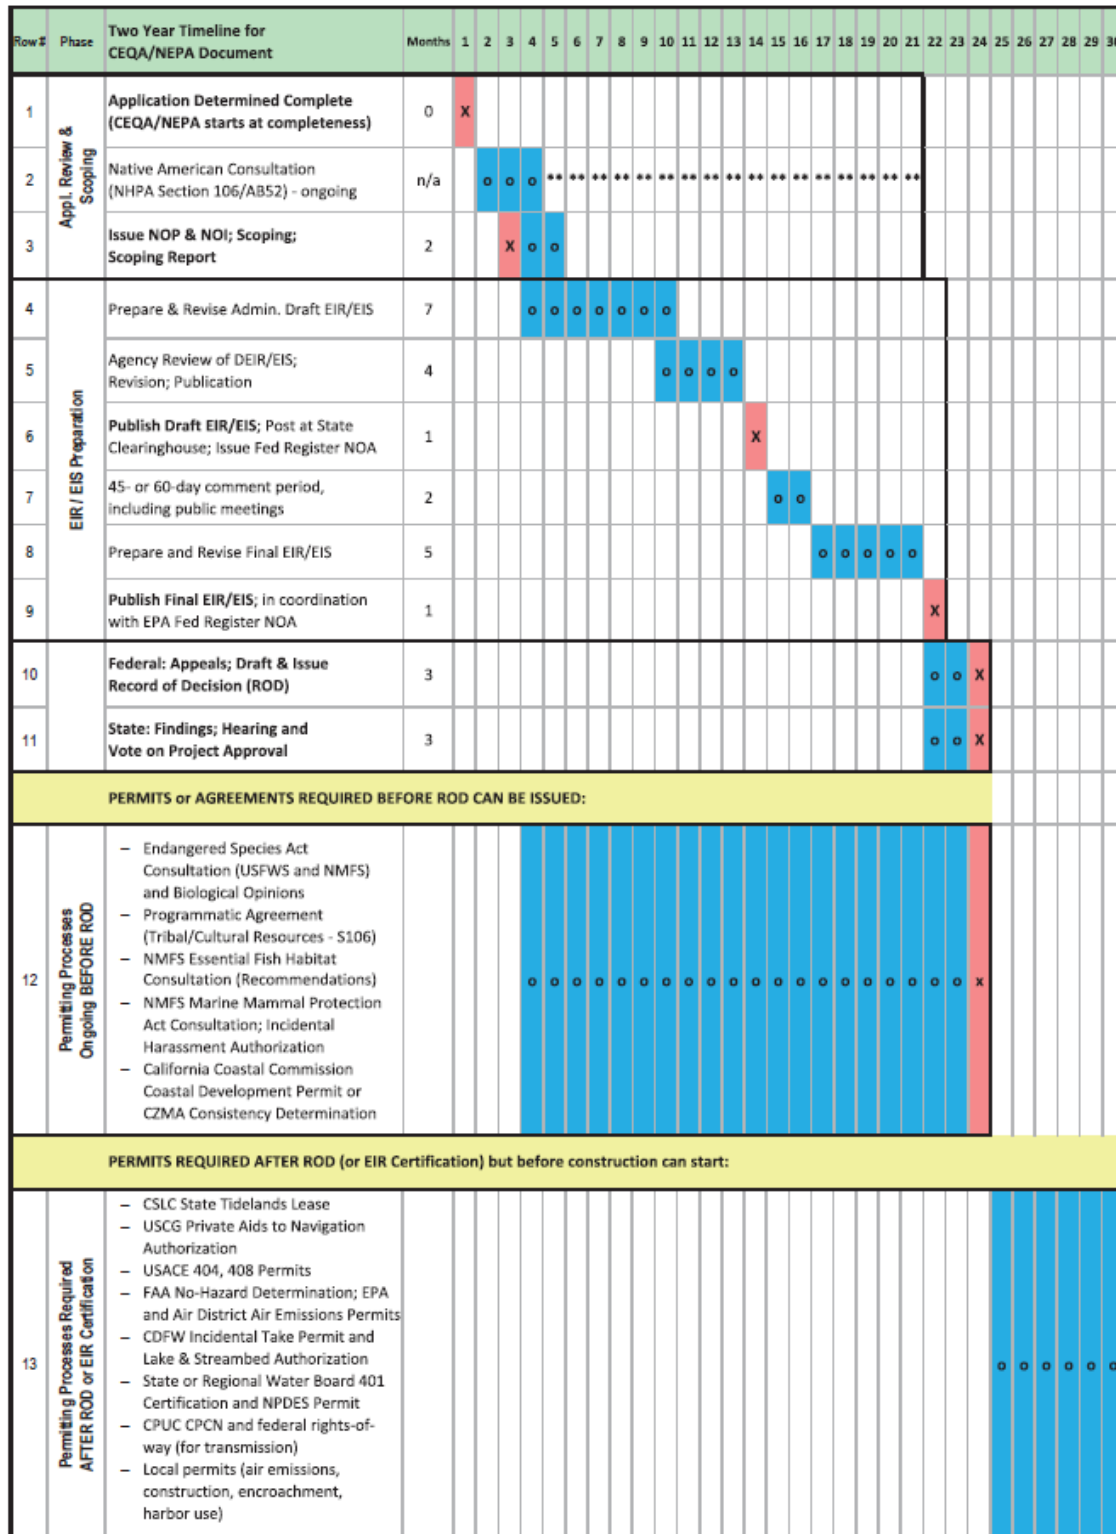 Row# Phase Two Year Timeline for CEQA/NEPA Document Months 1 2 3 4 5 6 7 8 9 10 11 12 13 14 15 16 17 18 19 20 21 22 23 24 25 26 27 28 29 30
Appl. Review & Scoping
1 Application Determined Complete 0 X
(CEQA/NEPA starts at completeness)
2 Native American Consultation n/a o o o ** ** ** ** ** ** ** ** ** ** ** ** ** ** ** ** **
(NHPA Section 106/AB52) - ongoing
3 Issue NOP & NOI; Scoping; 2 X o o
Scoping Report
EIR / EIS Preparation
4 Prepare & Revise Admin. Draft EIR/EIS 7 o o o o o o o
5 Agency Review of DEIR/EIS; 4 o o o o
Revision; Publication
6 Publish Draft EIR/EIS; Post at State 1 X
Clearinghouse; Issue Fed Register NOA
7 45- or 60-day comment period, 2 o o
including public meetings
8 Prepare and Revise Final EIR/EIS 5 o o o o o
9 Publish Final EIR/EIS; in coordination 1 X
with EPA Fed Register NOA
10 Federal: Appeals; Draft & Issue 3 o o X
Record of Decision (ROD)
11 State: Findings; Hearing and 3 o o X
Vote on Project Approval
PERMITS or AGREEMENTS REQUIRED BEFORE ROD CAN BE ISSUED:
Permitting Processes
Ongoing BEFORE ROD
– Endangered Species Act
Consultation (USFWS and NMFS)
and Biological Opinions
– Programmatic Agreement
(Tribal/Cultural Resources - S106)
– NMFS Essential Fish Habitat
12 Consultation (Recommendations) o o o o o o o o o o o o o o o o o o o o x
– NMFS Marine Mammal Protection
Act Consultation; Incidental
Harassment Authorization
– California Coastal Commission
Coastal Development Permit or
CZMA Consistency Determination
PERMITS REQUIRED AFTER ROD (or EIR Certification) but before construction can start:
Permitting Processes Required
AFTER ROD or EIR Certification
– CSLC State Tidelands Lease
– USCG Private Aids to Navigation
Authorization
– USACE 404, 408 Permits
– FAA No-Hazard Determination; EPA
and Air District Air Emissions Permits
– CDFW Incidental Take Permit and
13 Lake & Streambed Authorization o o o o o o
– State or Regional Water Board 401
Certification and NPDES Permit
– CPUC CPCN and federal rights-of-
way (for transmission)
– Local permits (air emissions,
construction, encroachment,
harbor use)